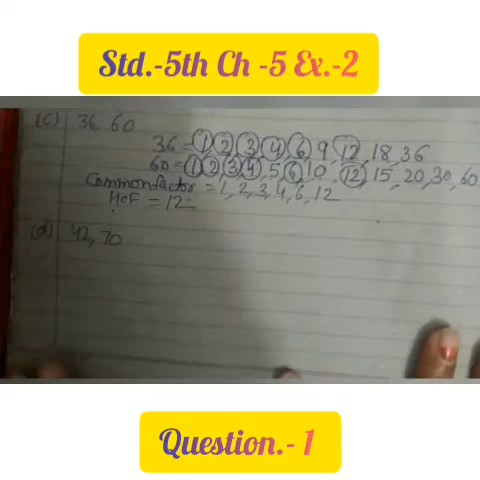 Std.-5th Ch -5 Ex.-2
(c) 36, 60
36 = 1, 2, 3, 4, 6, 9, 12, 18, 36
60 = 1, 2, 3, 4, 5, 6, 10, 12, 15, 20, 30, 60
Common factor = 1, 2, 3, 4, 6, 12
HCF = 12
(d) 42, 70
Question.- 1